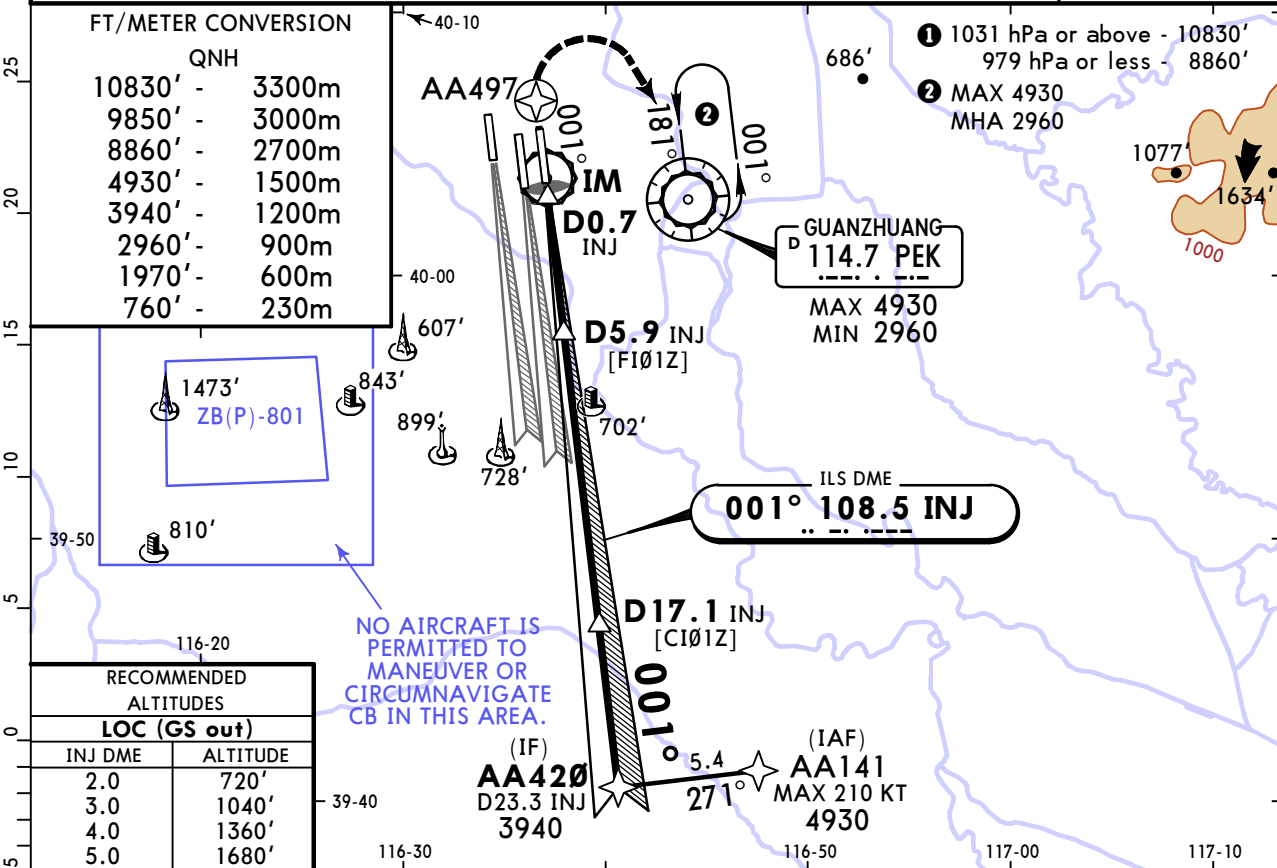 FT/METER CONVERSION
QNH
10830' - 3300m
9850' - 3000m
8860' - 2700m
4930' - 1500m
3940' - 1200m
2960' - 900m
1970' - 600m
760' - 230m
40-10
AA497
001°
181°
2
001°
686'
1 1031 hPa or above - 10830'
979 hPa or less - 8860'
2 MAX 4930
MHA 2960
1077'
1634'
1000
IM
D0.7
INJ
D GUANZHUANG
114.7 PEK
MAX 4930
MIN 2960
40-00
25
20
15
10
5
0
5
607'
D5.9 INJ
[FIØ1Z]
1473'
843'
ZB(P)-801
899'
702'
728'
ILS DME
001° 108.5 INJ
39-50
810'
NO AIRCRAFT IS
PERMITTED TO
MANEUVER OR
CIRCUMNAVIGATE
CB IN THIS AREA.
D17.1 INJ
[CIØ1Z]
001°
116-20
RECOMMENDED
ALTITUDES
LOC (GS out)
INJ DME ALTITUDE
2.0 720'
3.0 1040'
4.0 1360'
5.0 1680'
39-40
(IF)
AA42Ø
D23.3 INJ
3940
5.4
271°
(IAF)
AA141
MAX 210 KT
4930
116-30
116-50
117-00
117-10